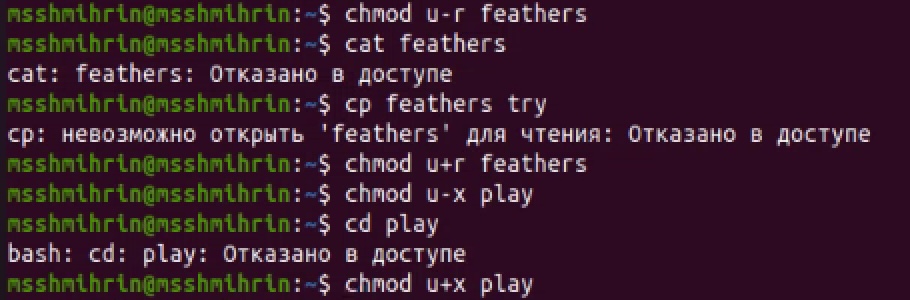 msshmihrin@msshmihrin:~$ chmod u-r feathers
msshmihrin@msshmihrin:~$ cat feathers
cat: feathers: Отказано в доступе
msshmihrin@msshmihrin:~$ cp feathers try
cp: невозможно открыть 'feathers' для чтения: Отказано в доступе
msshmihrin@msshmihrin:~$ chmod u+r feathers
msshmihrin@msshmihrin:~$ chmod u-x play
msshmihrin@msshmihrin:~$ cd play
bash: cd: play: Отказано в доступе
msshmihrin@msshmihrin:~$ chmod u+x play